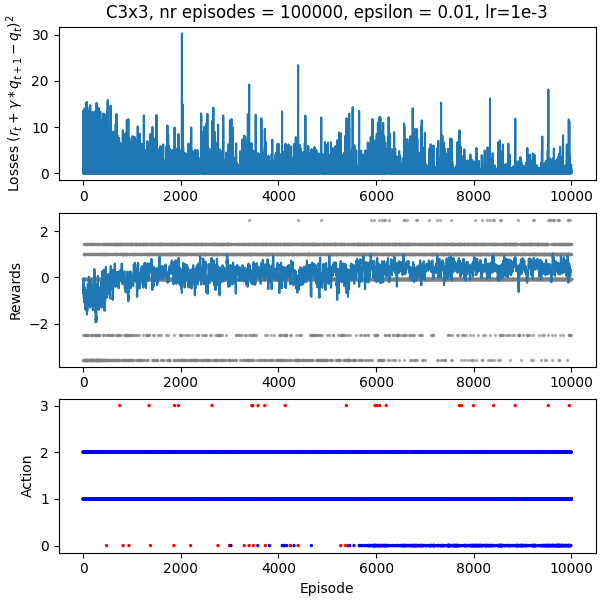 C3x3, nr episodes = 100000, epsilon = 0.01, lr=1e-3
Losses $(r_t + \gamma * q_{t+1} - q_t)^2$
30
20
10
0
0 2000 4000 6000 8000 10000
Rewards
2
0
−2
0 2000 4000 6000 8000 10000
Action
3
2
1
0
0 2000 4000 6000 8000 10000
Episode